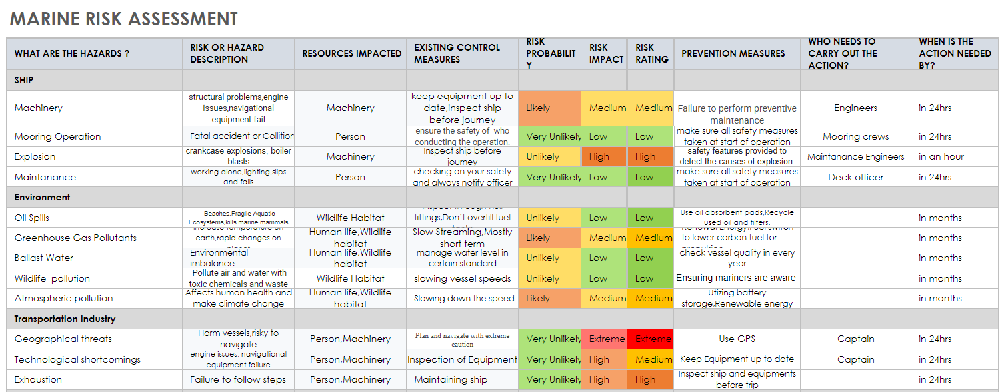 MARINE RISK ASSESSMENT
WHAT ARE THE HAZARDS ?
RISK OR HAZARD
DESCRIPTION
RESOURCES IMPACTED
EXISTING CONTROL
MEASURES
RISK
PROBABILIT
Y
RISK
IMPACT
RISK
RATING
PREVENTION MEASURES
WHO NEEDS TO
CARRY OUT THE
ACTION?
WHEN IS THE
ACTION NEEDED
BY?
SHIP
Machinery
structural problems,engine
issues,navigational
equipment fail
Machinery
keep equipment up to
date,inspect ship
before journey
Likely
Medium
Medium
Failure to perform preventive
maintenance
Engineers
in 24hrs
Mooring Operation
Fatal accident or Collition
Person
ensure the safety of who
conducting the operation.
Very Unlikely
Low
Low
make sure all safety measures
taken at start of operation
Mooring crews
in 24hrs
Explosion
crankcase explosions, boiler
blasts
Machinery
Inspect ship before
journey
Unlikely
High
High
safety features provided to
detect the causes of explosion.
Maintanance Engineers
in an hour
Maintanance
working alone,lighting,slips
and falls
Person
checking on your safety
and always notify officer
Very Unlikely
Low
Low
make sure all safety measures
taken at start of operation
Deck officer
in 24hrs
Environment
Oil Spills
Beaches,Fragile Aquatic
Ecosystems,kills marine mammals
Wildlife Habitat
fittings,Don't overfill fuel
Unlikely
Low
Low
Use oil absorbent pads,Recycle
used oil and filters.
in months
Greenhouse Gas Pollutants
increase temperature on
earth,rapid changes on
Human life,Wildlife
habitat
Slow Streaming,Mostly
short term
Likely
Medium
Medium
to lower carbon fuel for
in months
Ballast Water
Environmental
imbalance
Human life,Wildlife
habitat
manage water level in
certain standard
Unlikely
Low
Low
check vessel quality in every
year
in months
Wildlife pollution
Pollute air and water with
toxic chemicals and waste
Wildlife Habitat
slowing vessel speeds
Unlikely
Low
Low
Ensuring mariners are aware
in months
Atmospheric pollution
Affects human health and
make climate change
Human life,Wildlife
habitat
Slowing down the speed
Likely
Medium
Medium
Utizing battery
storage,Renewable energy
in months
Transportation Industry
Geographical threats
Harm vessels,risky to
navigate
Person,Machinery
Plan and navigate with extreme
caution
Very Unlikely
Extreme
Extreme
Use GPS
Captain
in 24hrs
Technological shortcomings
engine issues, navigational
equipment failure
Person,Machinery
Inspection of Equipment
Very Unlikely
High
Medium
Keep Equipment up to date
Captain
in 24hrs
Exhaustion
Failure to follow steps
Person,Machinery
Maintaining ship
Very Unlikely
High
High
Inspect ship and equipments
before trip
in 24hrs